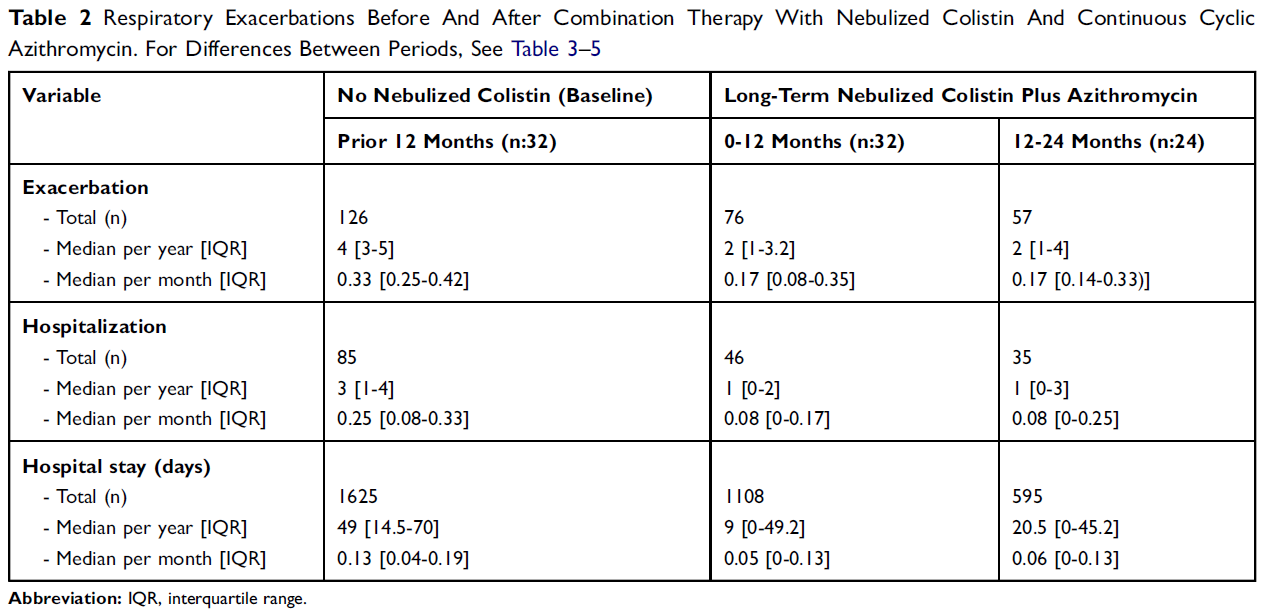 Table 2 Respiratory Exacerbations Before And After Combination Therapy With Nebulized Colistin And Continuous Cyclic
Azithromycin. For Differences Between Periods, See Table 3–5
Variable No Nebulized Colistin (Baseline) Long-Term Nebulized Colistin Plus Azithromycin
Prior 12 Months (n:32) 0-12 Months (n:32) 12-24 Months (n:24)
Exacerbation
- Total (n) 126 76 57
- Median per year [IQR] 4 [3-5] 2 [1-3.2] 2 [1-4]
- Median per month [IQR] 0.33 [0.25-0.42] 0.17 [0.08-0.35] 0.17 [0.14-0.33)]
Hospitalization
- Total (n) 85 46 35
- Median per year [IQR] 3 [1-4] 1 [0-2] 1 [0-3]
- Median per month [IQR] 0.25 [0.08-0.33] 0.08 [0-0.17] 0.08 [0-0.25]
Hospital stay (days)
- Total (n) 1625 1108 595
- Median per year [IQR] 49 [14.5-70] 9 [0-49.2] 20.5 [0-45.2]
- Median per month [IQR] 0.13 [0.04-0.19] 0.05 [0-0.13] 0.06 [0-0.13]
Abbreviation: IQR, interquartile range.